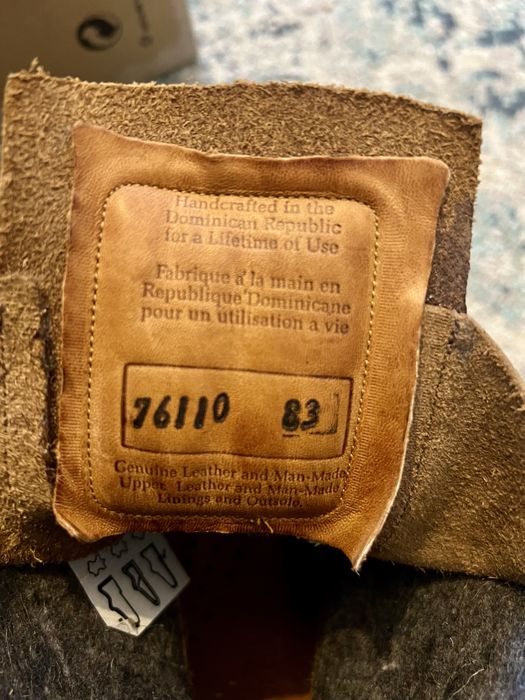 Handcrafted in the
Dominican Republic
for a Lifetime of Use
Fabrique a' la main en
Republique Dominicane
pour un utilisation a vie
76110 83
Genuine Leather and Man-Made
Upper Leather and Man-Made
Linings and Outsole.